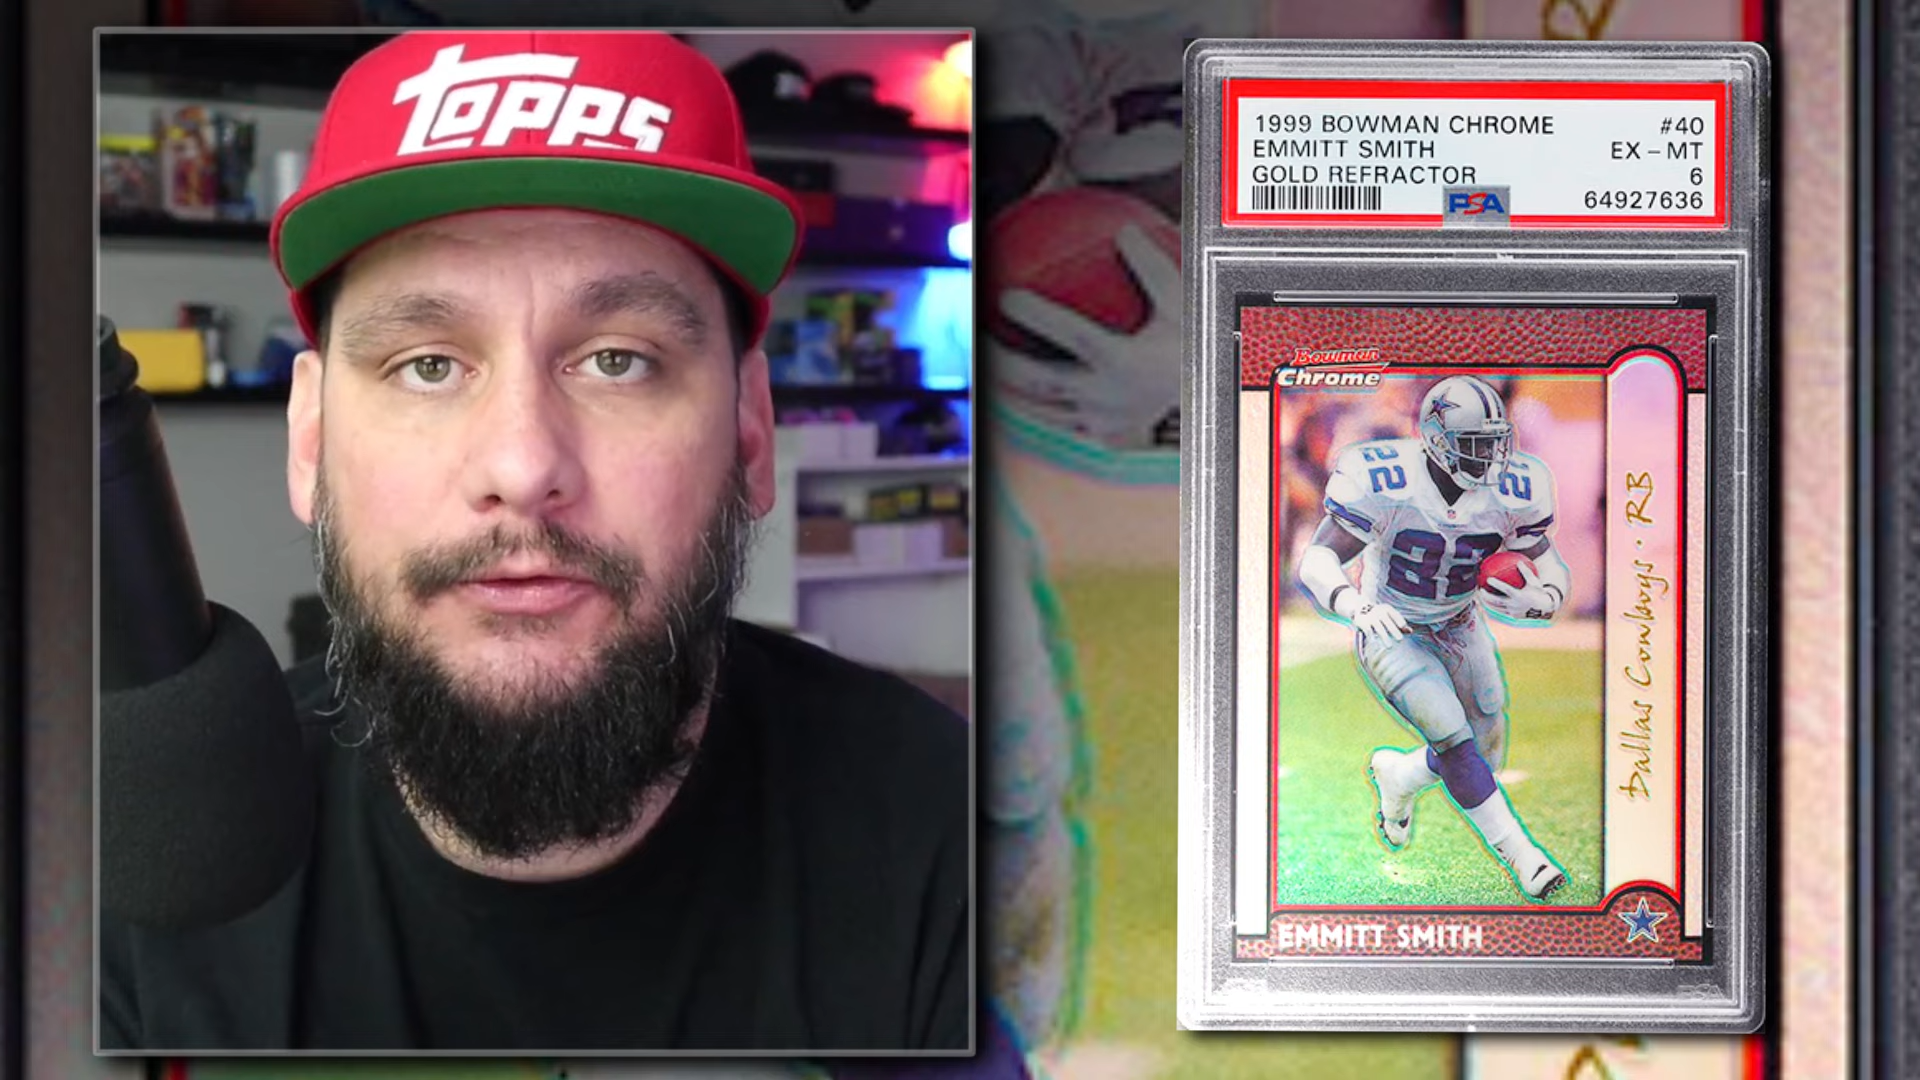 Topps
1999 BOWMAN CHROME #40
EMMITT SMITH EX - MT
GOLD REFRACTOR 6
PSA 64927636
Bowman
Chrome
22
22
22
Dallas Cowboys · RB
EMMITT SMITH